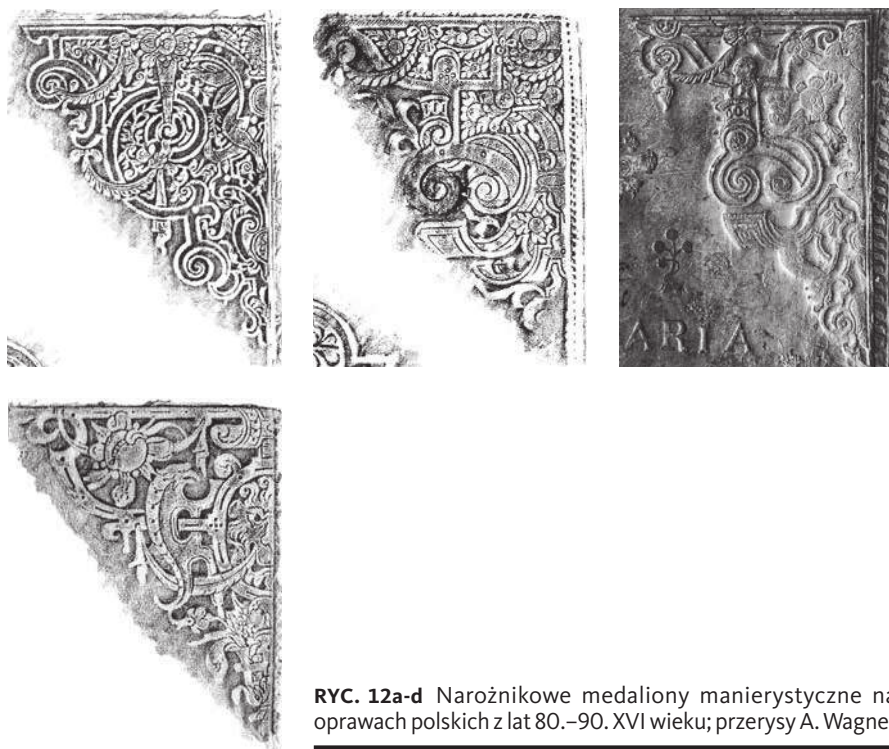 ARIA
RYC. 12a-d Narożnikowe medaliony manierystyczne na
oprawach polskich z lat 80.–90. XVI wieku; przerysy A. Wagne